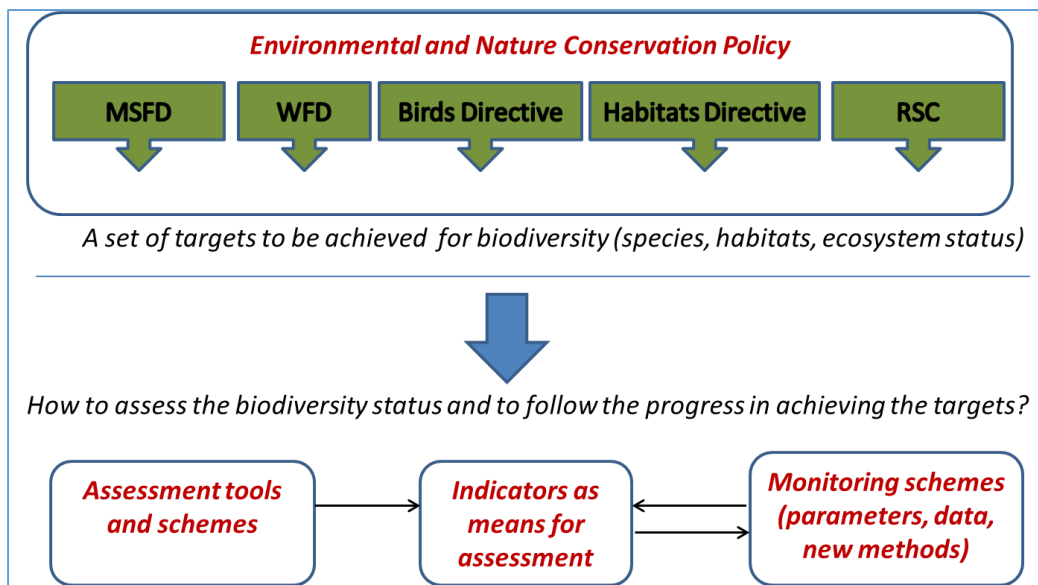 Environmental and Nature Conservation Policy
MSFD
WFD
Birds Directive
Habitats Directive
RSC
A set of targets to be achieved for biodiversity (species, habitats, ecosystem status)
How to assess the biodiversity status and to follow the progress in achieving the targets?
Assessment tools
and schemes
Indicators as
means for
assessment
Monitoring schemes
(parameters, data,
new methods)